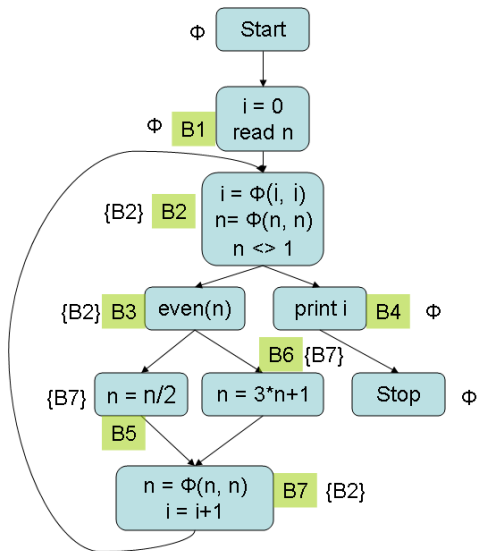 Φ Start
i = 0
read n
Φ B1
i = Φ(i, i)
n= Φ(n, n)
n <> 1
{B2} B2
{B2} B3 even(n)
print i B4 Φ
B6 {B7}
{B7} n = n/2
n = 3*n+1
Stop Φ
B5
n = Φ(n, n)
i = i+1
B7 {B2}